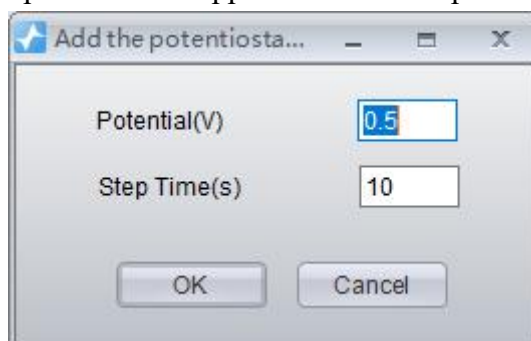 Add the potentiosta...
Potential(V) 0.5
Step Time(s) 10
OK Cancel